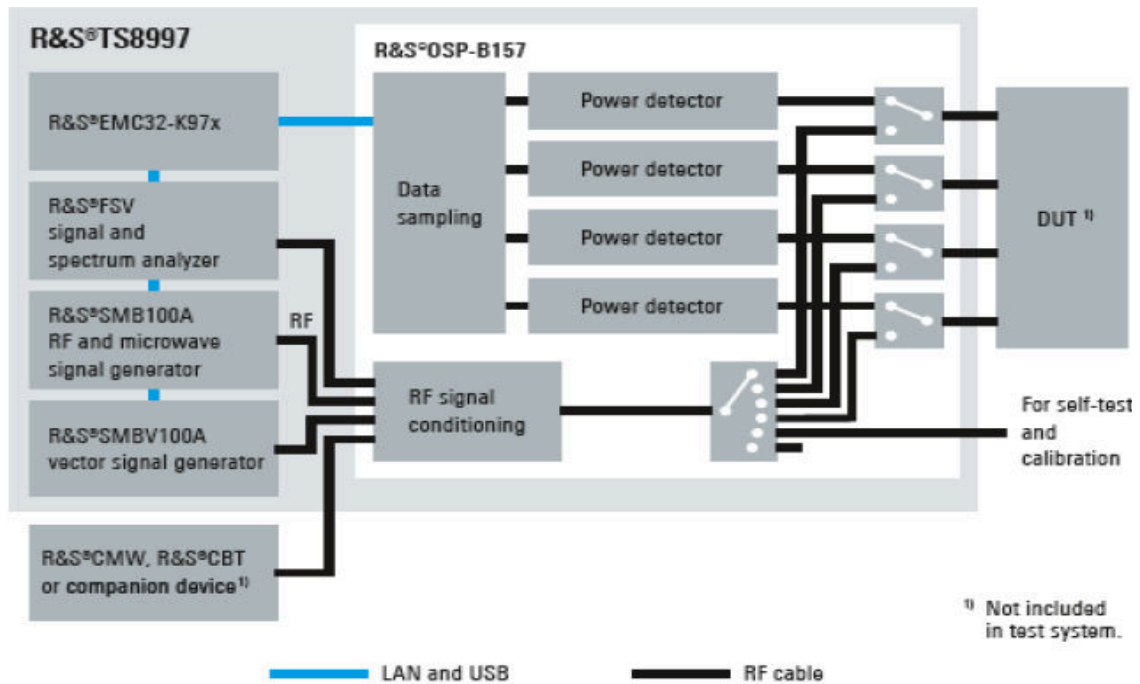 R&S®TS8997
R&S®OSP-B157
R&S®EMC32-K97x
R&S®FSV
signal and
spectrum analyzer
R&S®SMB100A
RF and microwave
signal generator
R&S®SMBV100A
vector signal generator
R&S®CMW, R&S®CBT
or companion device¹⁾
RF
Data
sampling
Power detector
Power detector
Power detector
Power detector
RF signal
conditioning
DUT ¹⁾
For self-test
and
calibration
¹⁾ Not included
in test system.
LAN and USB
RF cable